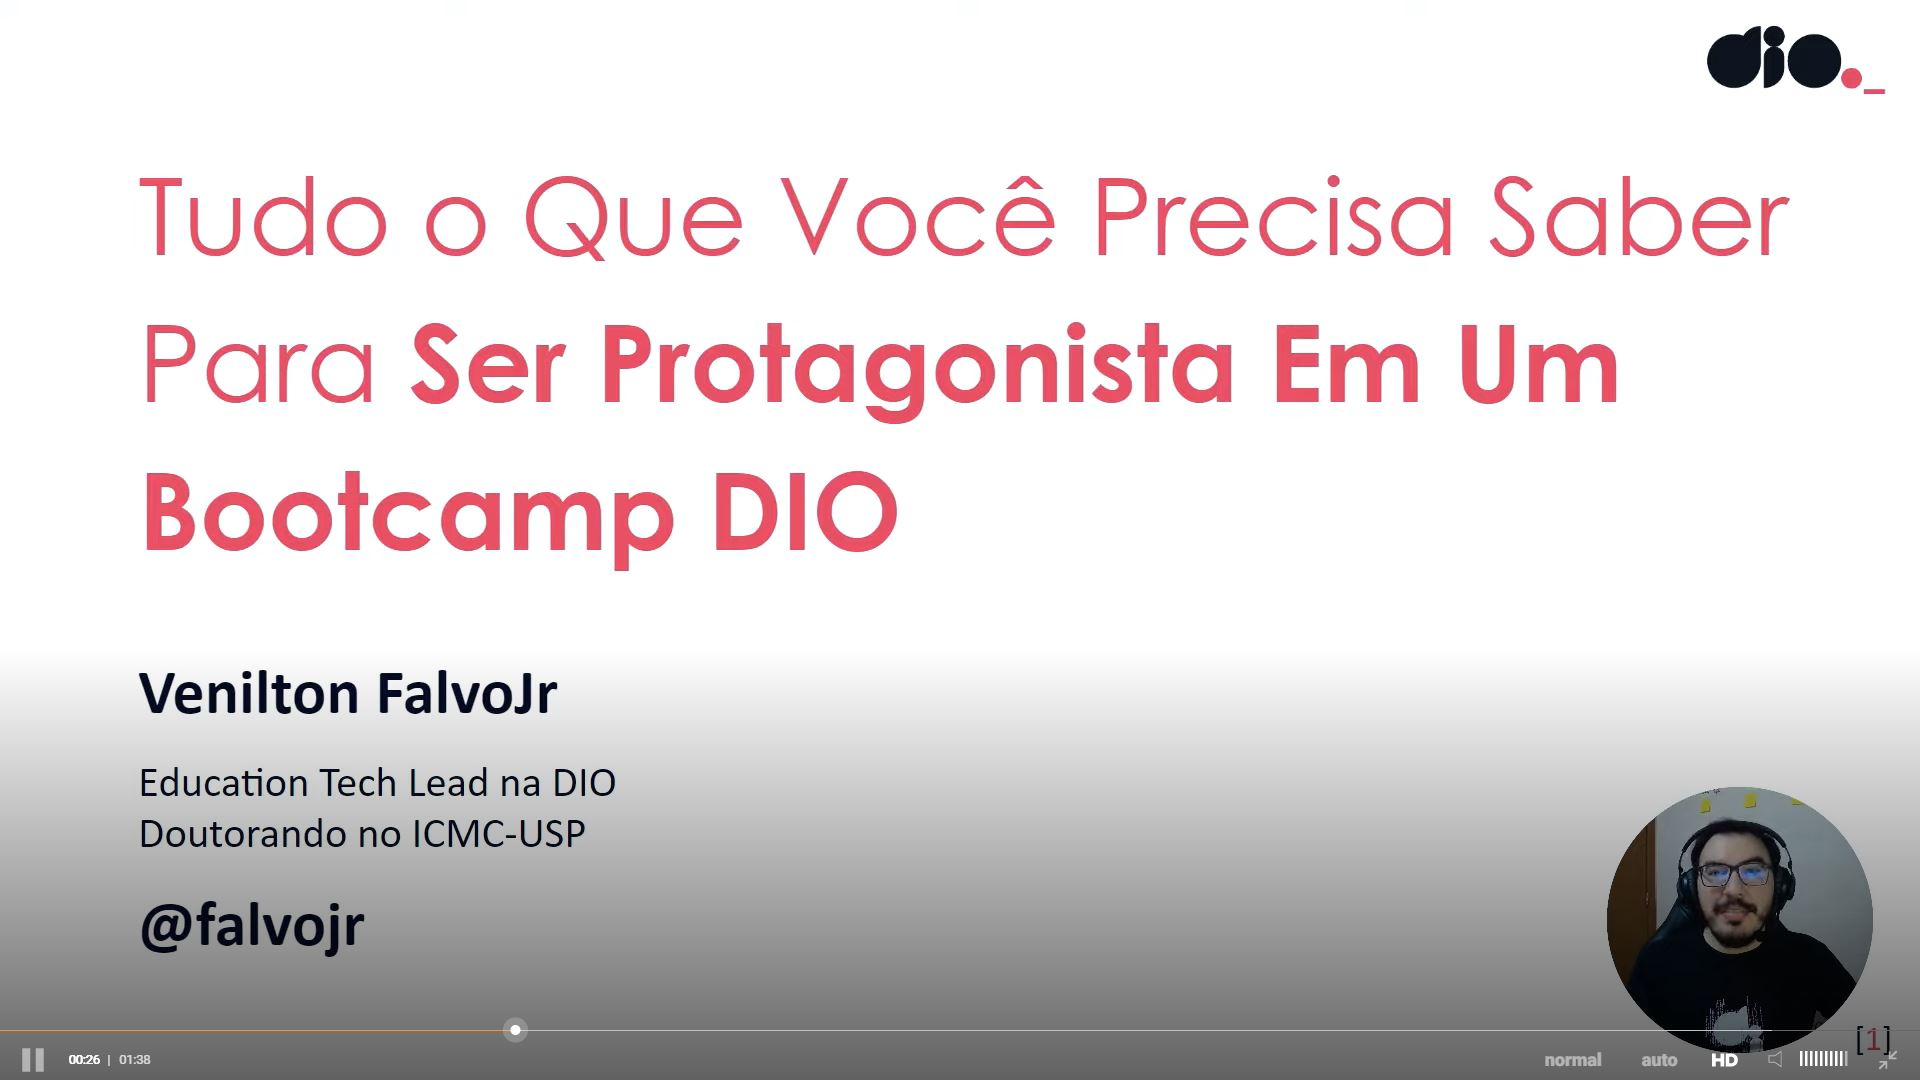 dio._
Tudo o Que Você Precisa Saber
Para Ser Protagonista Em Um
Bootcamp DIO
Venilton FalvoJr
Education Tech Lead na DIO
Doutorando no ICMC-USP
@falvojr
[1]
00:26 | 01:38
normal auto HD